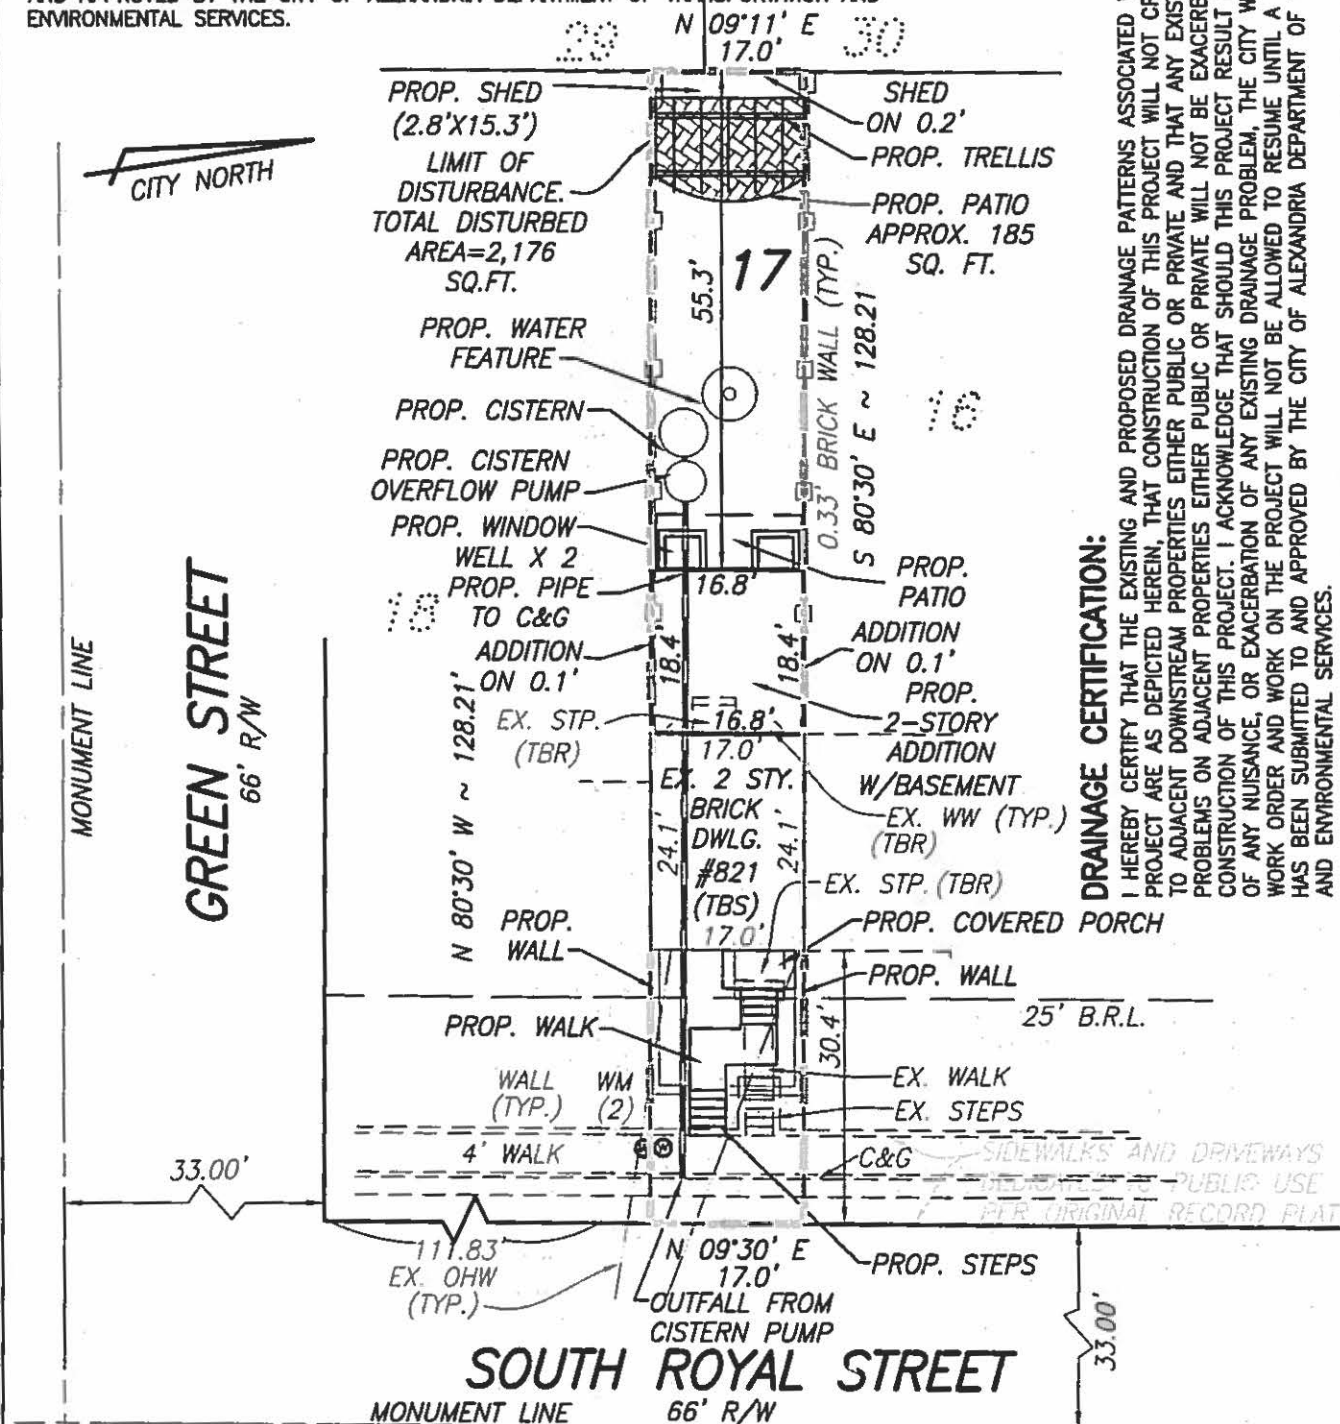 ENVIRONMENTAL SERVICES.
29
N 09°11' E
17.0'
30
PROP. SHED
(2.8'X15.3')
SHED
ON 0.2'
LIMIT OF
DISTURBANCE.
TOTAL DISTURBED
AREA=2,176
SQ.FT.
PROP. TRELLIS
PROP. PATIO
APPROX. 185
SQ. FT.
CITY NORTH
17
55.3'
0.33' BRICK WALL (TYP.)
S 80°30' E ~ 128.21
PROP. WATER
FEATURE
PROP. CISTERN
PROP. CISTERN
OVERFLOW PUMP
16
PROP. WINDOW
WELL X 2
PROP. PIPE
TO C&G
18
16.8'
PROP.
PATIO
ADDITION
ON 0.1'
18.4'
18.4'
ADDITION
ON 0.1'
PROP.
2-STORY
ADDITION
W/BASEMENT
EX. STP.
(TBR)
16.8'
17.0'
EX. 2 STY.
BRICK
DWLG.
#821
(TBS)
17.0'
24.1'
24.1'
EX. WW (TYP.)
(TBR)
EX. STP. (TBR)
PROP. COVERED PORCH
N 80°30' W ~ 128.21'
GREEN STREET
66' R/W
MONUMENT LINE
PROP.
WALL
PROP. WALL
25' B.R.L.
PROP. WALK
30.4'
WALL
(TYP.)
WM
(2)
EX. WALK
EX. STEPS
4' WALK
C&G
SIDEWALKS AND DRIVEWAYS
DEDICATED TO PUBLIC USE
PER ORIGINAL RECORD PLAT
33.00'
111.83'
EX. OHW
(TYP.)
N 09°30' E
17.0'
PROP. STEPS
OUTFALL FROM
CISTERN PUMP
33.00'
SOUTH ROYAL STREET
MONUMENT LINE
66' R/W
DRAINAGE CERTIFICATION:
I HEREBY CERTIFY THAT THE EXISTING AND PROPOSED DRAINAGE PATTERNS ASSOCIATED
PROJECT ARE AS DEPICTED HEREIN, THAT CONSTRUCTION OF THIS PROJECT WILL NOT
TO ADJACENT DOWNSTREAM PROPERTIES EITHER PUBLIC OR PRIVATE AND THAT ANY
PROBLEMS ON ADJACENT PROPERTIES EITHER PUBLIC OR PRIVATE WILL NOT BE
CONSTRUCTION OF THIS PROJECT. I ACKNOWLEDGE THAT SHOULD THIS PROJECT RESULT
OF ANY NUISANCE, OR EXACERBATION OF ANY EXISTING DRAINAGE PROBLEM, THE CITY
WORK ORDER AND WORK ON THE PROJECT WILL NOT BE ALLOWED TO RESUME UNTIL A
HAS BEEN SUBMITTED TO AND APPROVED BY THE CITY OF ALEXANDRIA DEPARTMENT OF
AND ENVIRONMENTAL SERVICES.